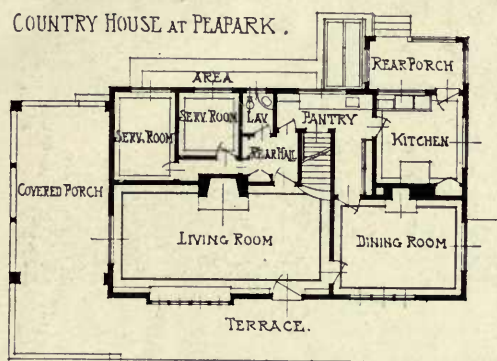 COUNTRY HOUSE AT PEAPARK.
REAR PORCH
AREA
SERV. ROOM
SERV. ROOM
LAV.
PANTRY
KITCHEN
REAR HALL
COVERED PORCH
LIVING ROOM
DINING ROOM
TERRACE.